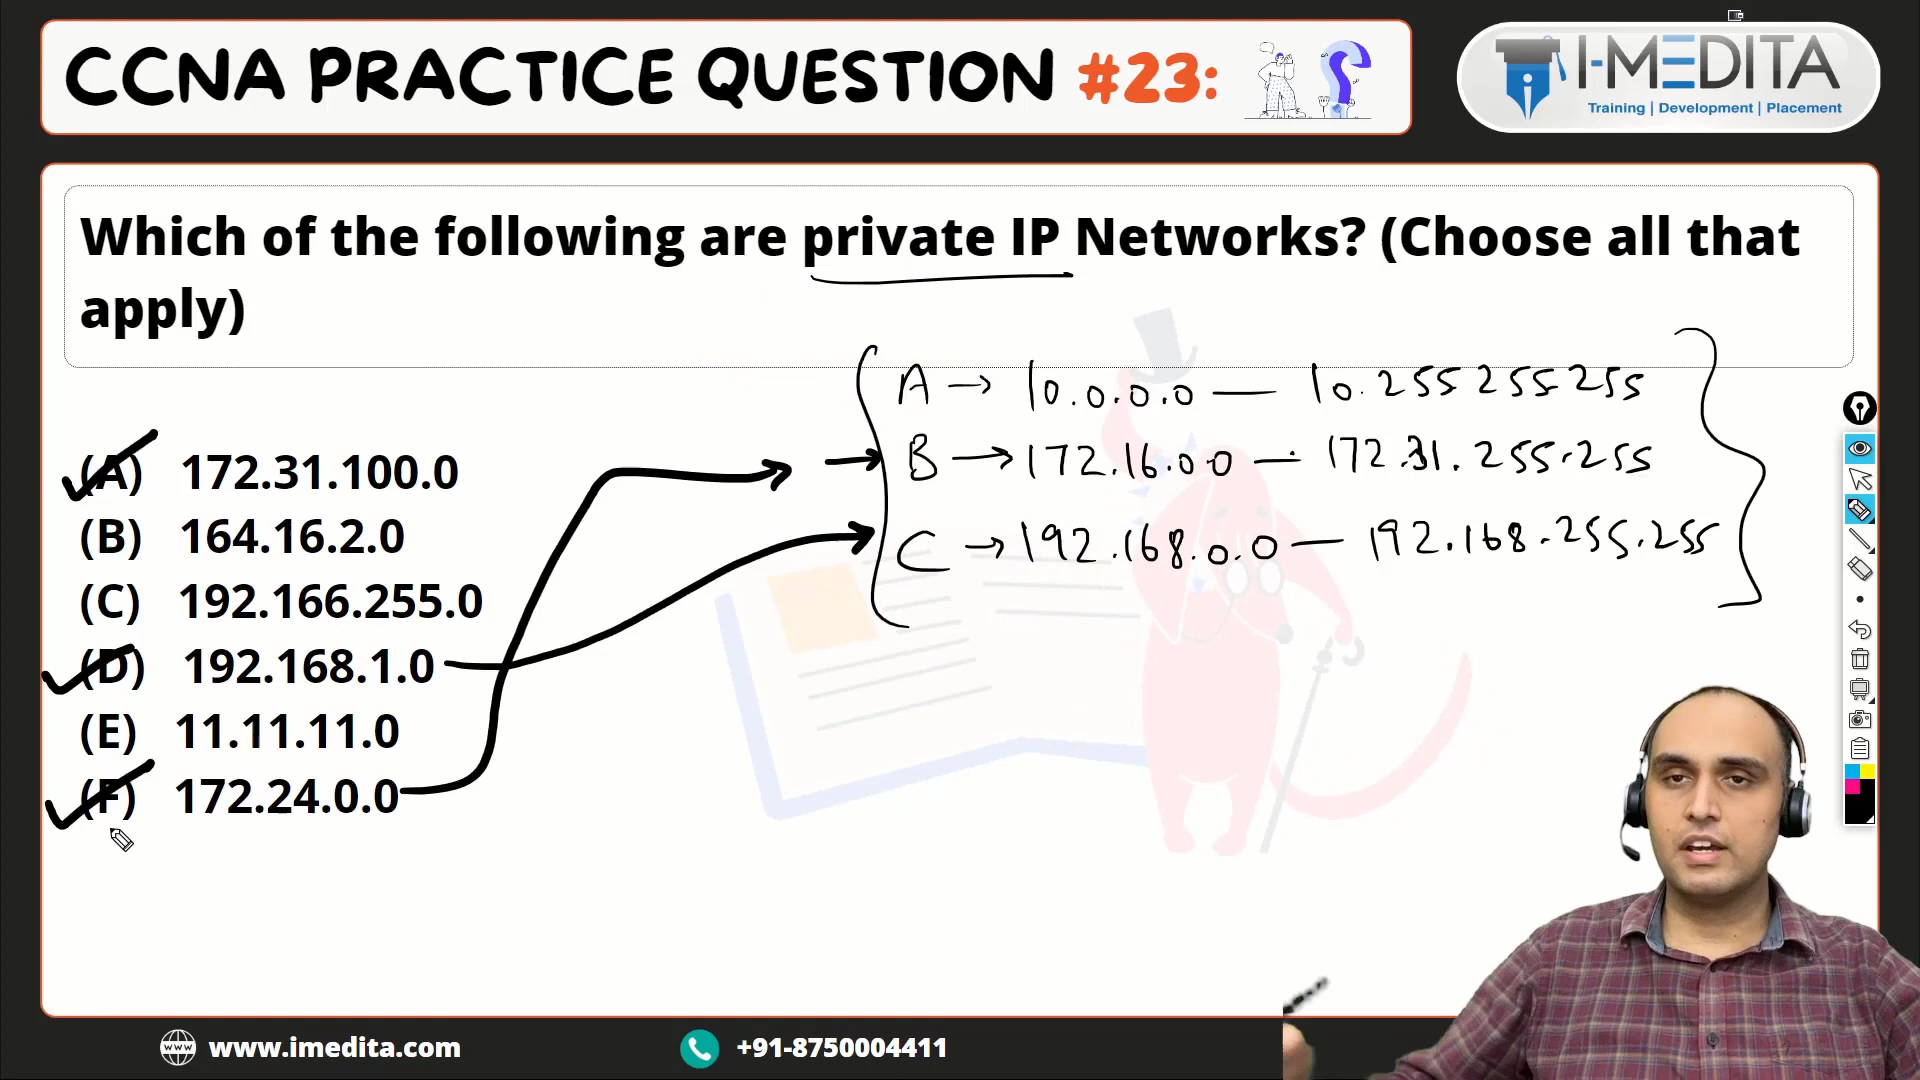 CCNA PRACTICE QUESTION #23:
I-MEDITA
Training | Development | Placement
Which of the following are private IP Networks? (Choose all that
apply)
A → 10.0.0.0 — 10.255 255 255
B → 172.16.0 0 — 172.31.255.255
C → 192.168.0.0 — 192.168.255.255
(A) 172.31.100.0
(B) 164.16.2.0
(C) 192.166.255.0
(D) 192.168.1.0
(E) 11.11.11.0
(F) 172.24.0.0
www.imedita.com
+91-8750004411